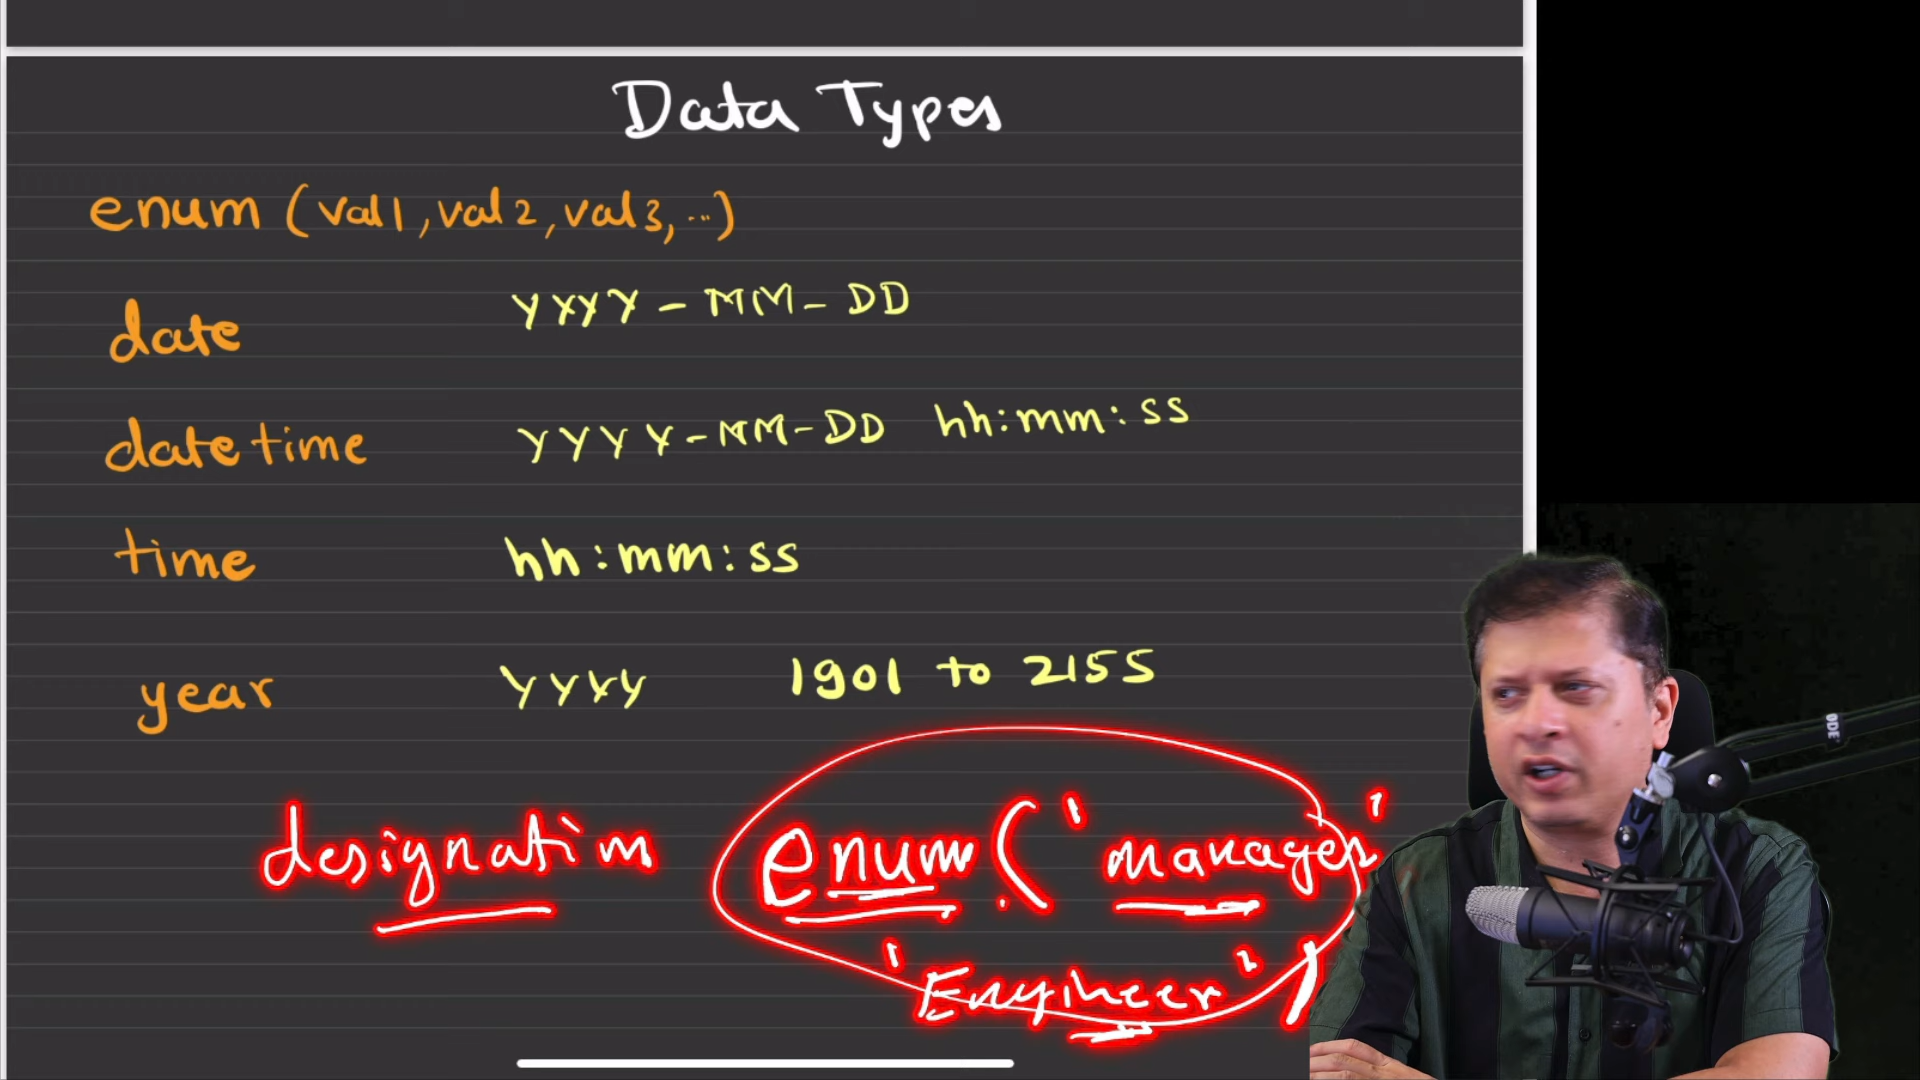 Data Types
enum (val1, val2, val3, ...)
date YYYY-MM-DD
datetime YYYY-MM-DD hh:mm:ss
time hh:mm:ss
year YYYY 1901 to 2155
designation enum ('manager'
'Engineer')